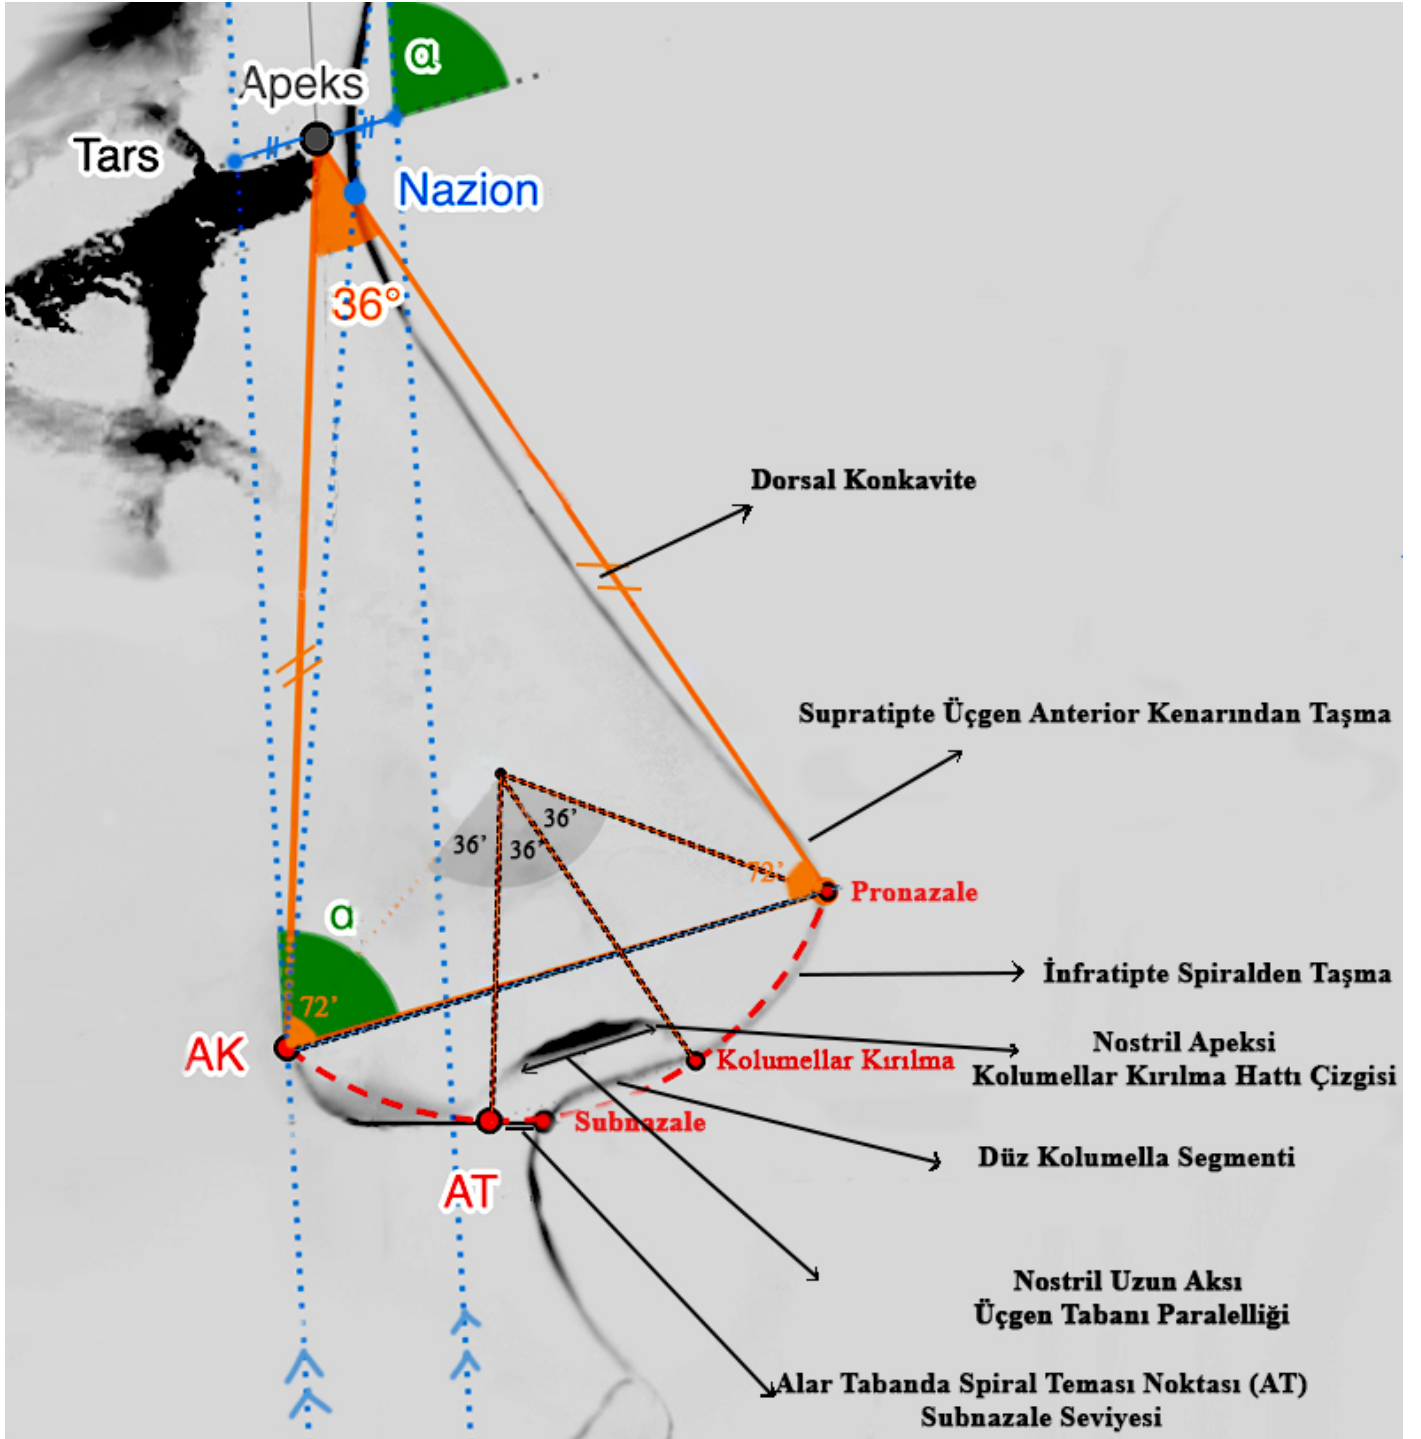 α
Apeks
Tars
Nazion
36°
Dorsal Konkavite
Supratipte Üçgen Anterior Kenarından Taşma
36'
36'
36'
72'
Pronazale
α
72'
İnfratipte Spiralden Taşma
AK
Nostril Apeksi
Kolumellar Kırılma Hattı Çizgisi
Kolumellar Kırılma
Subnazale
Düz Kolumella Segmenti
AT
Nostril Uzun Aksı
Üçgen Tabanı Paralelliği
Alar Tabanda Spiral Teması Noktası (AT)
Subnazale Seviyesi